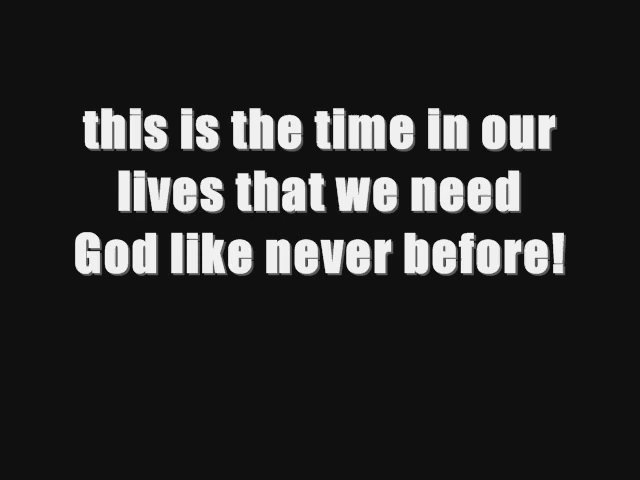 this is the time in our
lives that we need
God like never before!